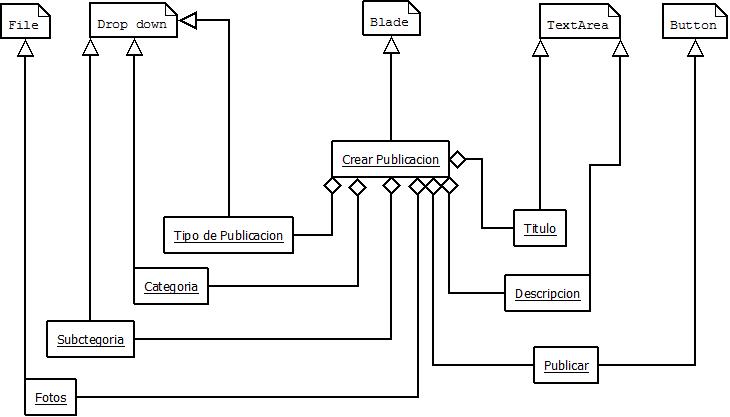 File
Drop down
Blade
TextArea
Button
Crear Publicacion
Tipo de Publicacion
Titulo
Categoria
Descripcion
Subctegoria
Publicar
Fotos